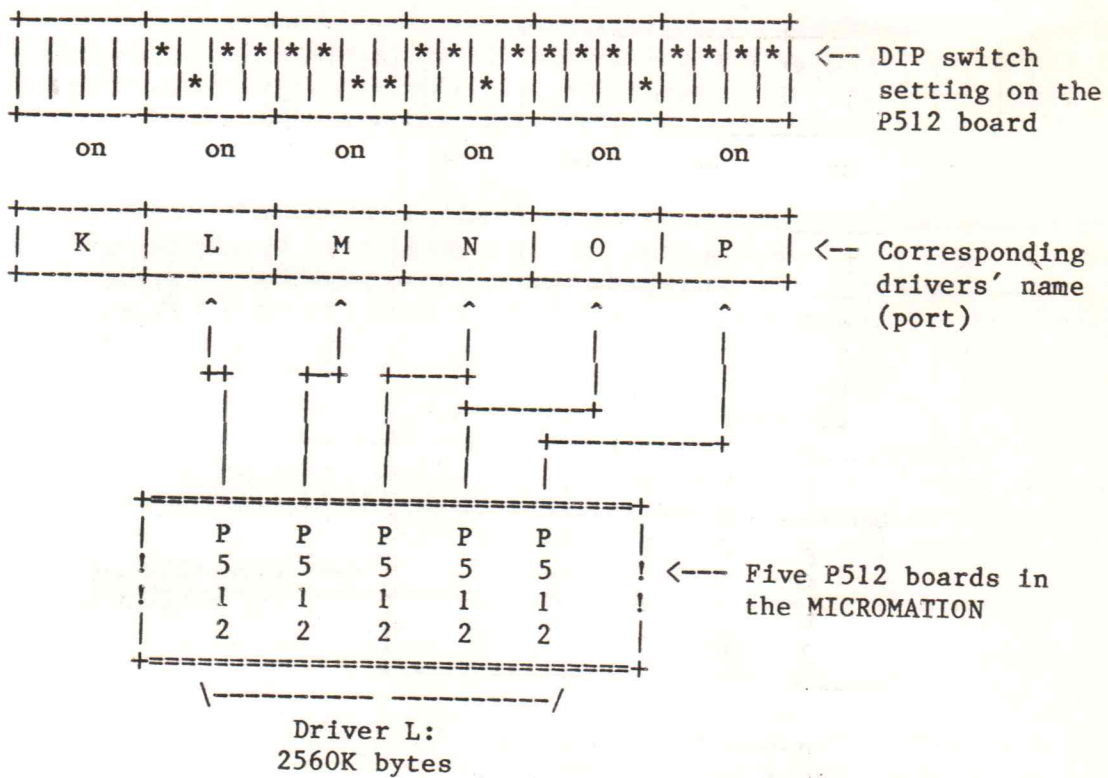 <-- DIP switch
setting on the
P512 board
on on on on on on
K L M N O P
<-- Corresponding
drivers' name
(port)
P P P P P
5 5 5 5 5
1 1 1 1 1
2 2 2 2 2
<--- Five P512 boards in
the MICROMATION
Driver L:
2560K bytes